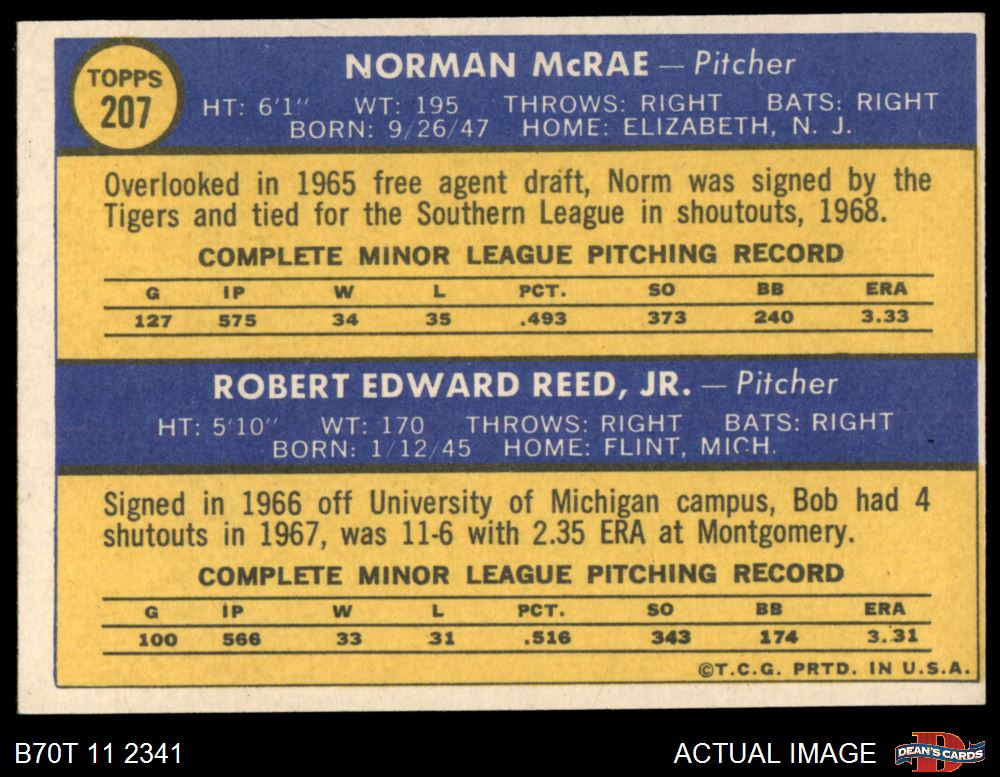 TOPPS
207
NORMAN McRAE — Pitcher
HT: 6'1" WT: 195 THROWS: RIGHT BATS: RIGHT
BORN: 9/26/47 HOME: ELIZABETH, N. J.
Overlooked in 1965 free agent draft, Norm was signed by the
Tigers and tied for the Southern League in shoutouts, 1968.
COMPLETE MINOR LEAGUE PITCHING RECORD
G IP W L PCT. SO BB ERA
127 575 34 35 .493 373 240 3.33
ROBERT EDWARD REED, JR. — Pitcher
HT: 5'10" WT: 170 THROWS: RIGHT BATS: RIGHT
BORN: 1/12/45 HOME: FLINT, MICH.
Signed in 1966 off University of Michigan campus, Bob had 4
shutouts in 1967, was 11-6 with 2.35 ERA at Montgomery.
COMPLETE MINOR LEAGUE PITCHING RECORD
G IP W L PCT. SO BB ERA
100 566 33 31 .516 343 174 3.31
©T.C.G. PRTD. IN U.S.A.
B70T 11 2341 ACTUAL IMAGE DEAN'S CARDS